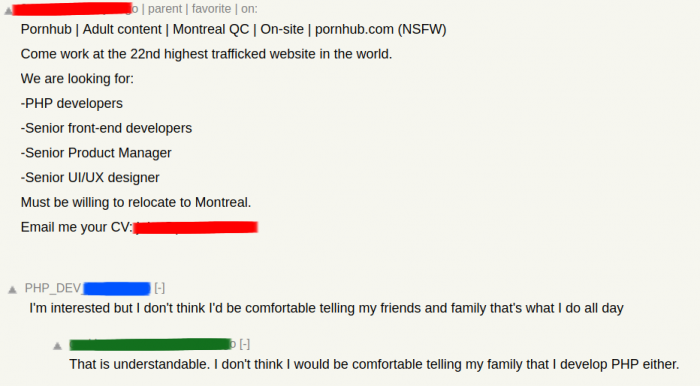 o | parent | favorite | on:
Pornhub | Adult content | Montreal QC | On-site | pornhub.com (NSFW)
Come work at the 22nd highest trafficked website in the world.
We are looking for:
-PHP developers
-Senior front-end developers
-Senior Product Manager
-Senior UI/UX designer
Must be willing to relocate to Montreal.
Email me your CV:
PHP_DEV [-]
I'm interested but I don't think I'd be comfortable telling my friends and family that's what I do all day
[-]
That is understandable. I don't think I would be comfortable telling my family that I develop PHP either.